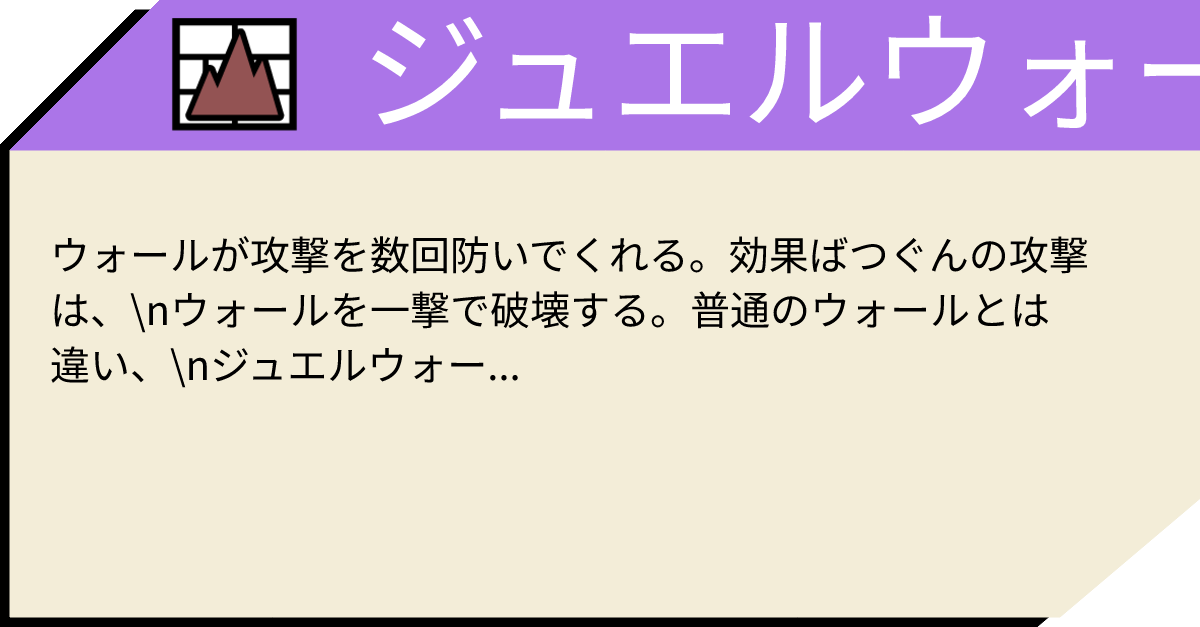 ジュエルウォー
ウォールが攻撃を数回防いでくれる。効果ばつぐんの攻撃
は、\nウォールを一撃で破壊する。普通のウォールとは
違い、\nジュエルウォー...